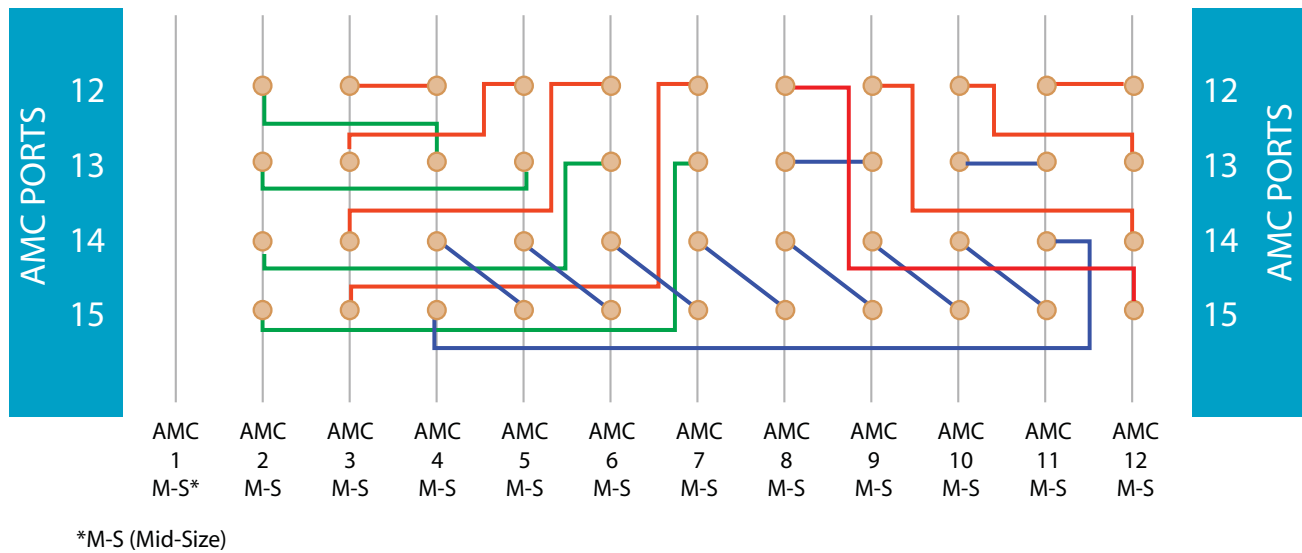 AMC PORTS
12
13
14
15
12
13
14
15
AMC PORTS
AMC AMC AMC AMC AMC AMC AMC AMC AMC AMC AMC AMC
1 2 3 4 5 6 7 8 9 10 11 12
M-S* M-S M-S M-S M-S M-S M-S M-S M-S M-S M-S M-S
*M-S (Mid-Size)